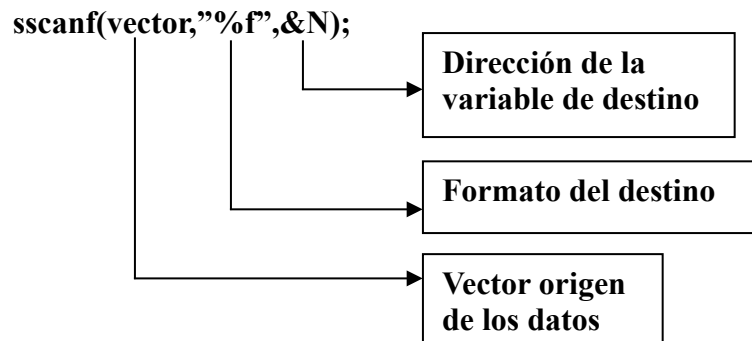 sscanf(vector,”%f”,&N);
Dirección de la
variable de destino
Formato del destino
Vector origen
de los datos